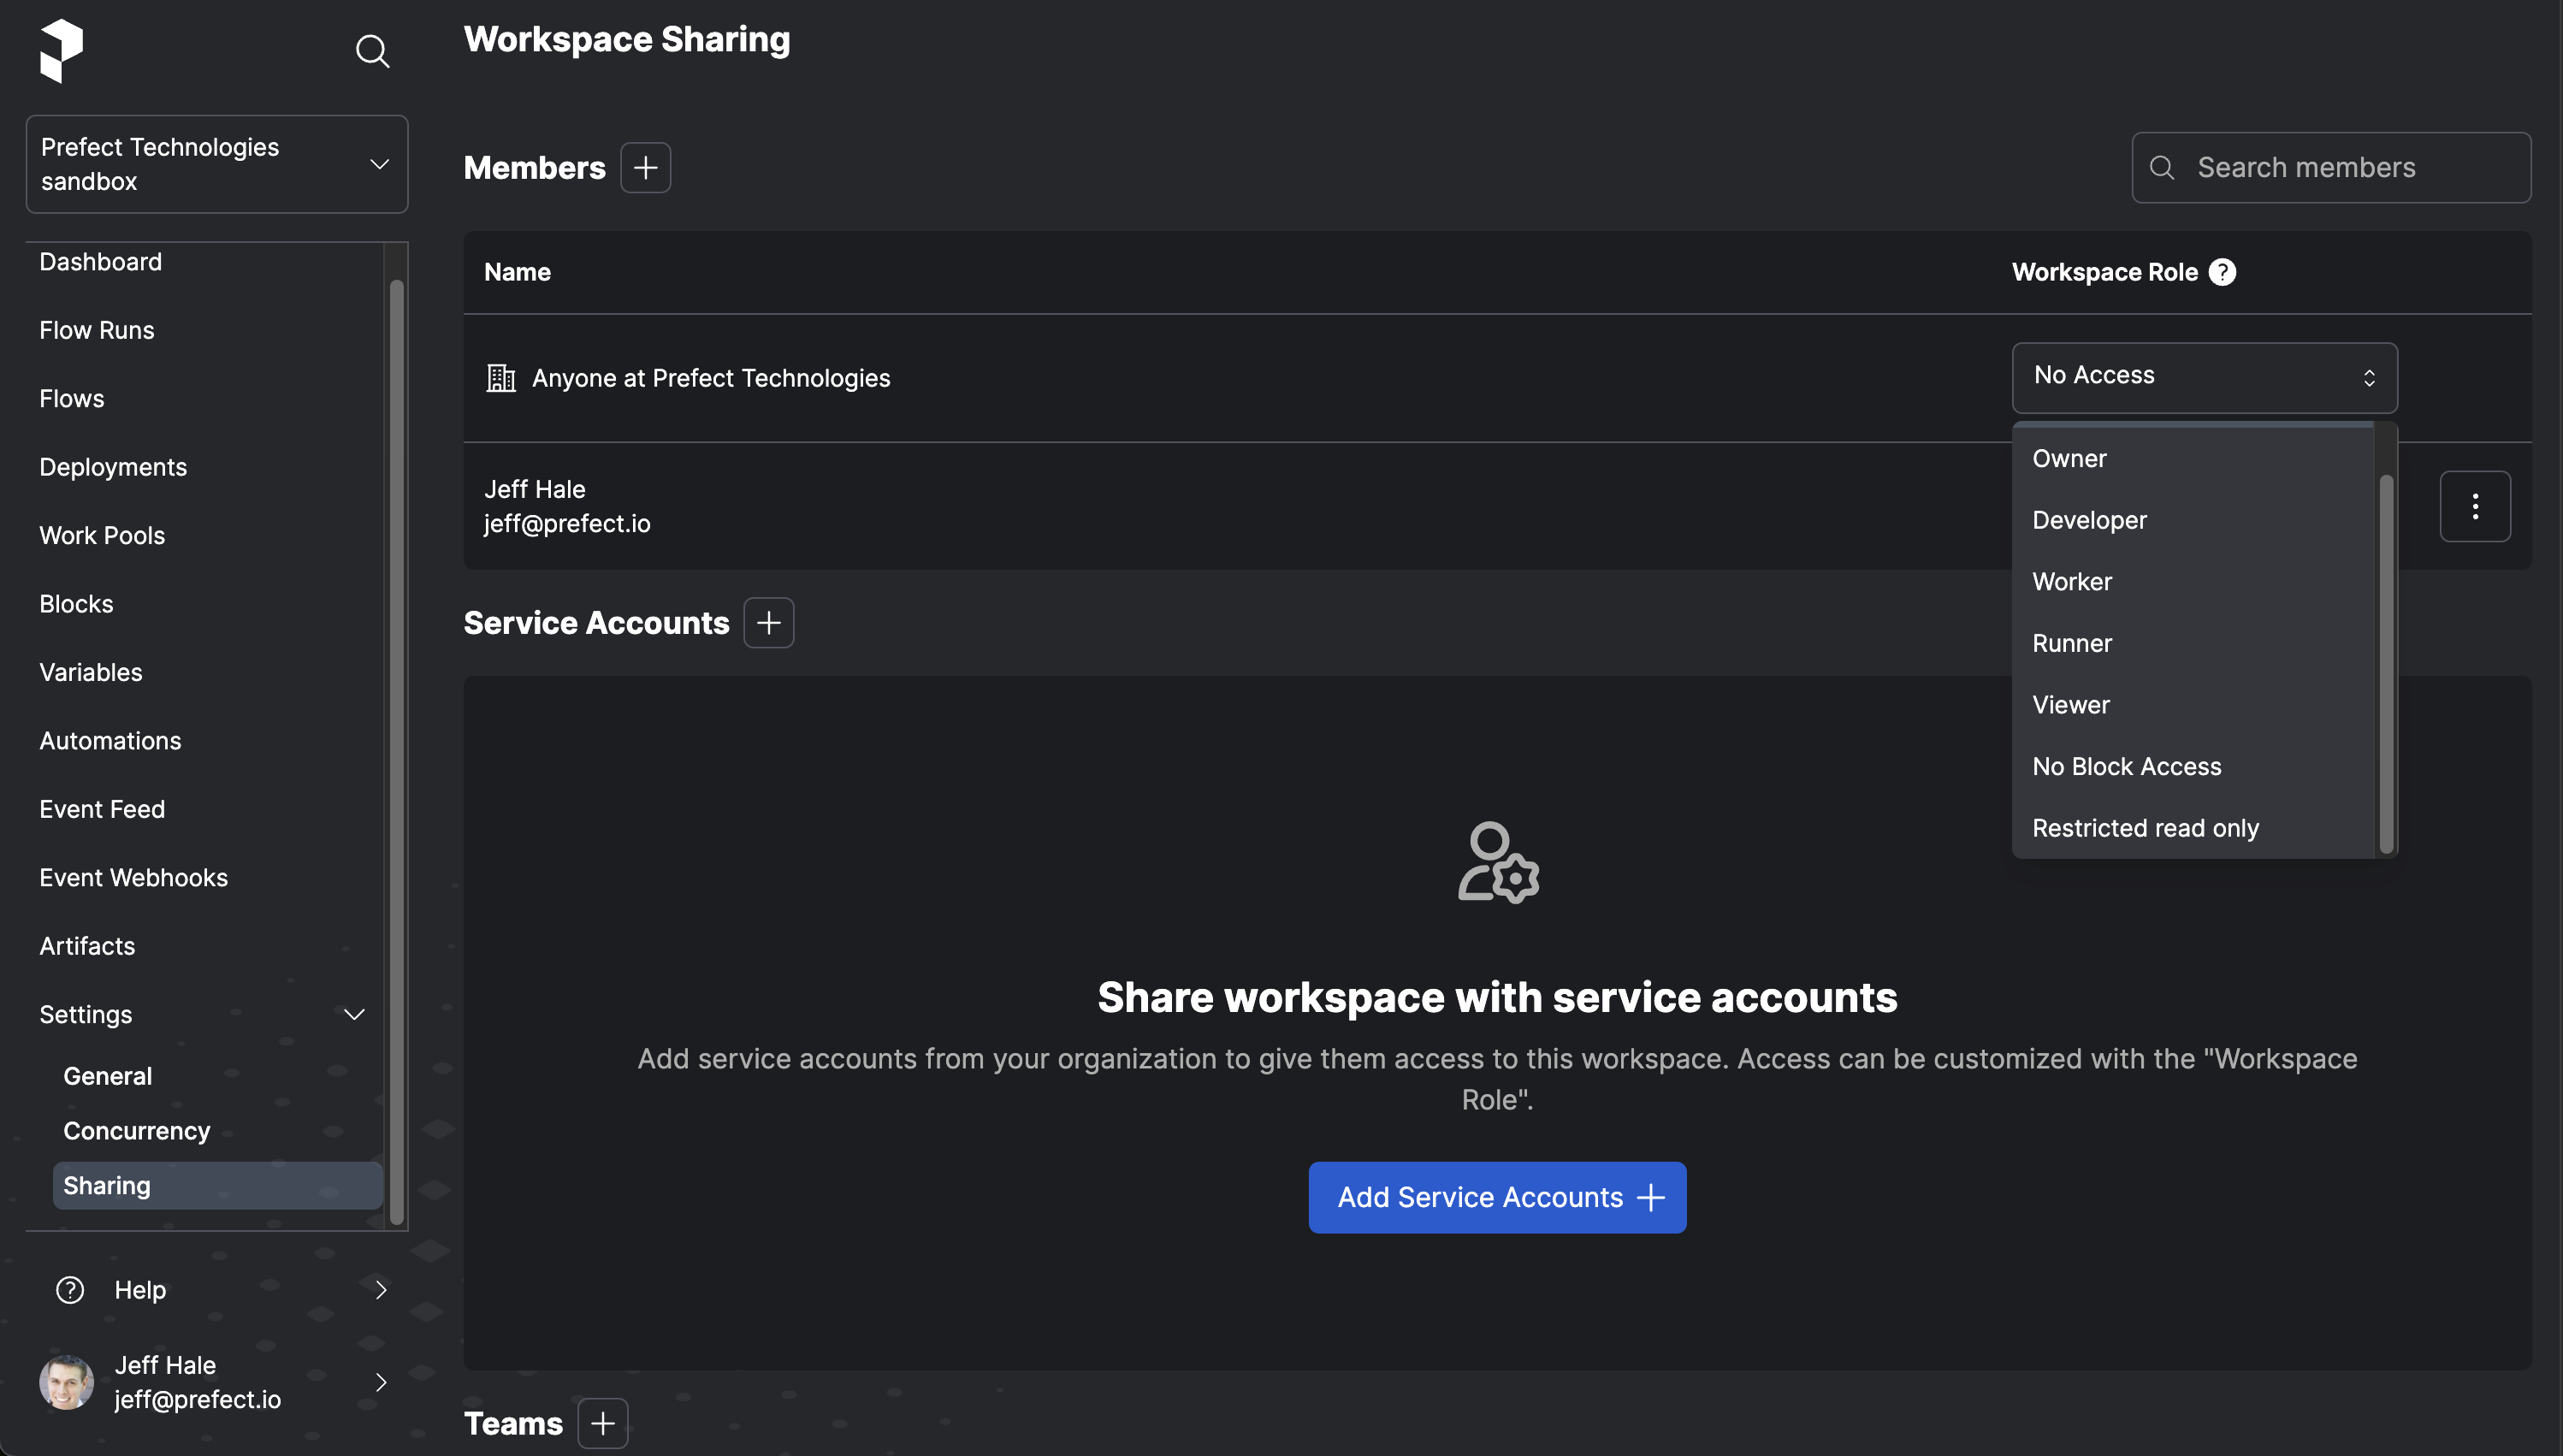 Workspace Sharing
Prefect Technologies
sandbox
Dashboard
Flow Runs
Flows
Deployments
Work Pools
Blocks
Variables
Automations
Event Feed
Event Webhooks
Artifacts
Settings
General
Concurrency
Sharing
Help
Jeff Hale
jeff@prefect.io
Members
Search members
Name
Workspace Role
Anyone at Prefect Technologies
No Access
Jeff Hale
jeff@prefect.io
Owner
Developer
Worker
Runner
Viewer
No Block Access
Restricted read only
Service Accounts
Share workspace with service accounts
Add service accounts from your organization to give them access to this workspace. Access can be customized with the "Workspace
Role".
Add Service Accounts
Teams